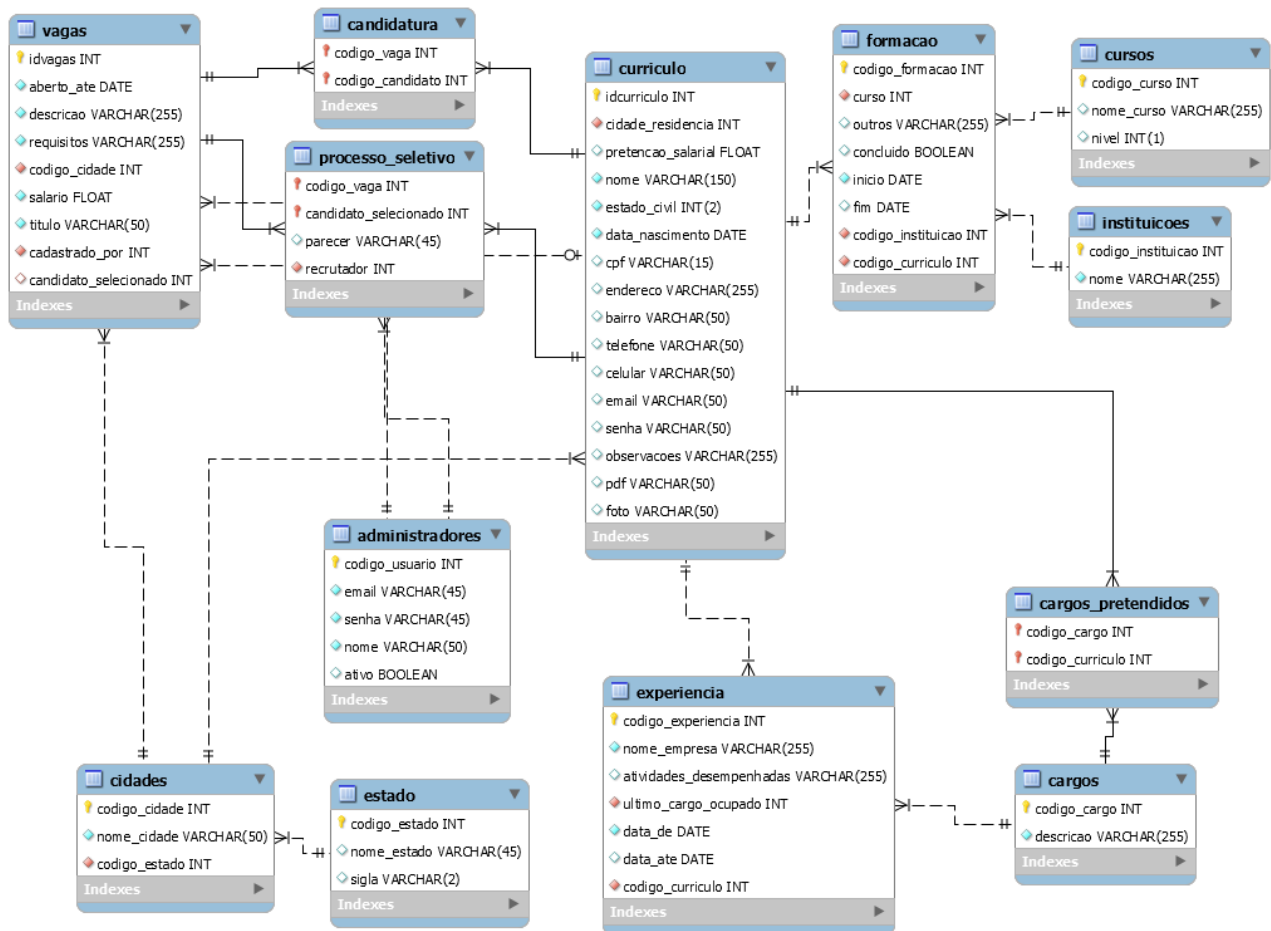 vagas
idvagas INT
aberto_ate DATE
descricao VARCHAR(255)
requisitos VARCHAR(255)
codigo_cidade INT
salario FLOAT
titulo VARCHAR(50)
cadastrado_por INT
candidato_selecionado INT
Indexes
candidatura
codigo_vaga INT
codigo_candidato INT
Indexes
processo_seletivo
codigo_vaga INT
candidato_selecionado INT
parecer VARCHAR(45)
recrutador INT
Indexes
curriculo
idcurriculo INT
cidade_residencia INT
pretencao_salarial FLOAT
nome VARCHAR(150)
estado_civil INT(2)
data_nascimento DATE
cpf VARCHAR(15)
endereco VARCHAR(255)
bairro VARCHAR(50)
telefone VARCHAR(50)
celular VARCHAR(50)
email VARCHAR(50)
senha VARCHAR(50)
observacoes VARCHAR(255)
pdf VARCHAR(50)
foto VARCHAR(50)
Indexes
formacao
codigo_formacao INT
curso INT
outros VARCHAR(255)
concluido BOOLEAN
inicio DATE
fim DATE
codigo_instituicao INT
codigo_curriculo INT
Indexes
cursos
codigo_curso INT
nome_curso VARCHAR(255)
nivel INT(1)
Indexes
instituicoes
codigo_instituicao INT
nome VARCHAR(255)
Indexes
administradores
codigo_usuario INT
email VARCHAR(45)
senha VARCHAR(45)
nome VARCHAR(50)
ativo BOOLEAN
Indexes
cargos_pretendidos
codigo_cargo INT
codigo_curriculo INT
Indexes
experiencia
codigo_experiencia INT
nome_empresa VARCHAR(255)
atividades_desempenhadas VARCHAR(255)
ultimo_cargo_ocupado INT
data_de DATE
data_ate DATE
codigo_curriculo INT
Indexes
cargos
codigo_cargo INT
descricao VARCHAR(255)
Indexes
cidades
codigo_cidade INT
nome_cidade VARCHAR(50)
codigo_estado INT
Indexes
estado
codigo_estado INT
nome_estado VARCHAR(45)
sigla VARCHAR(2)
Indexes